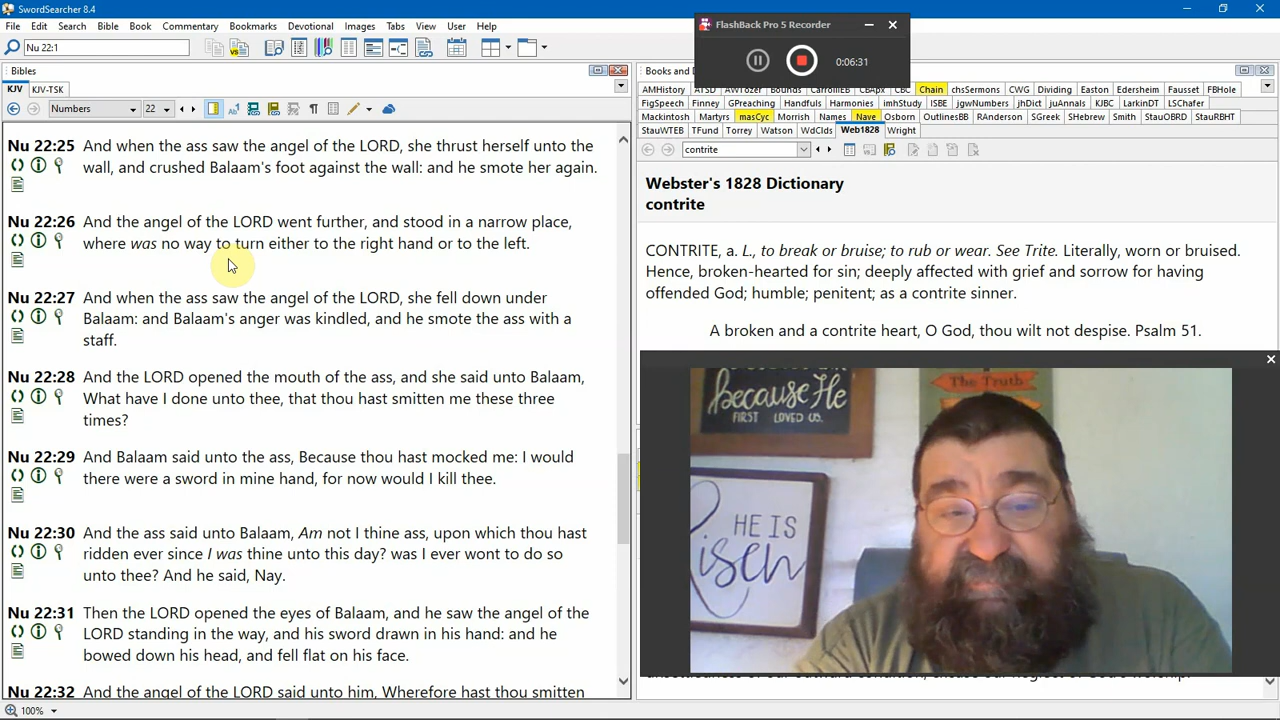 SwordSearcher 8.4
File Edit Search Bible Book Commentary Bookmarks Devotional Images Tabs View User Help
Nu 22:1
FlashBack Pro 5 Recorder
0:06:31
Bibles
KJV KJV-TSK
Numbers 22
Nu 22:25 And when the ass saw the angel of the LORD, she thrust herself unto the
wall, and crushed Balaam's foot against the wall: and he smote her again.
Nu 22:26 And the angel of the LORD went further, and stood in a narrow place,
where was no way to turn either to the right hand or to the left.
Nu 22:27 And when the ass saw the angel of the LORD, she fell down under
Balaam: and Balaam's anger was kindled, and he smote the ass with a
staff.
Nu 22:28 And the LORD opened the mouth of the ass, and she said unto Balaam,
What have I done unto thee, that thou hast smitten me these three
times?
Nu 22:29 And Balaam said unto the ass, Because thou hast mocked me: I would
there were a sword in mine hand, for now would I kill thee.
Nu 22:30 And the ass said unto Balaam, Am not I thine ass, upon which thou hast
ridden ever since I was thine unto this day? was I ever wont to do so
unto thee? And he said, Nay.
Nu 22:31 Then the LORD opened the eyes of Balaam, and he saw the angel of the
LORD standing in the way, and his sword drawn in his hand: and he
bowed down his head, and fell flat on his face.
Nu 22:32 And the angel of the LORD said unto him, Wherefore hast thou smitten
100%
Books and
AMHistory ATSD AWTozer Bounds CarrollEIB CBApx CBC Chain chsSermons CWG Dividing Easton Edersheim Fausset FBHole
FigSpeech Finney GPreaching Handfuls Harmonies imhStudy ISBE jgwNumbers jhDict juAnnals KJBC LarkinDT LSChafer
Mackintosh Martyrs masCyc Morrish Names Nave Osborn OutlinesBB RAnderson SGreek SHebrew Smith StauOBRD StauRBHT
StauWTEB TFund Torrey Watson WdClds Web1828 Wright
contrite
Webster's 1828 Dictionary
contrite
CONTRITE, a. L., to break or bruise; to rub or wear. See Trite. Literally, worn or bruised.
Hence, broken-hearted for sin; deeply affected with grief and sorrow for having
offended God; humble; penitent; as a contrite sinner.
A broken and a contrite heart, O God, thou wilt not despise. Psalm 51.
because He
FIRST LOVED US.
The Truth
HE IS
Risen